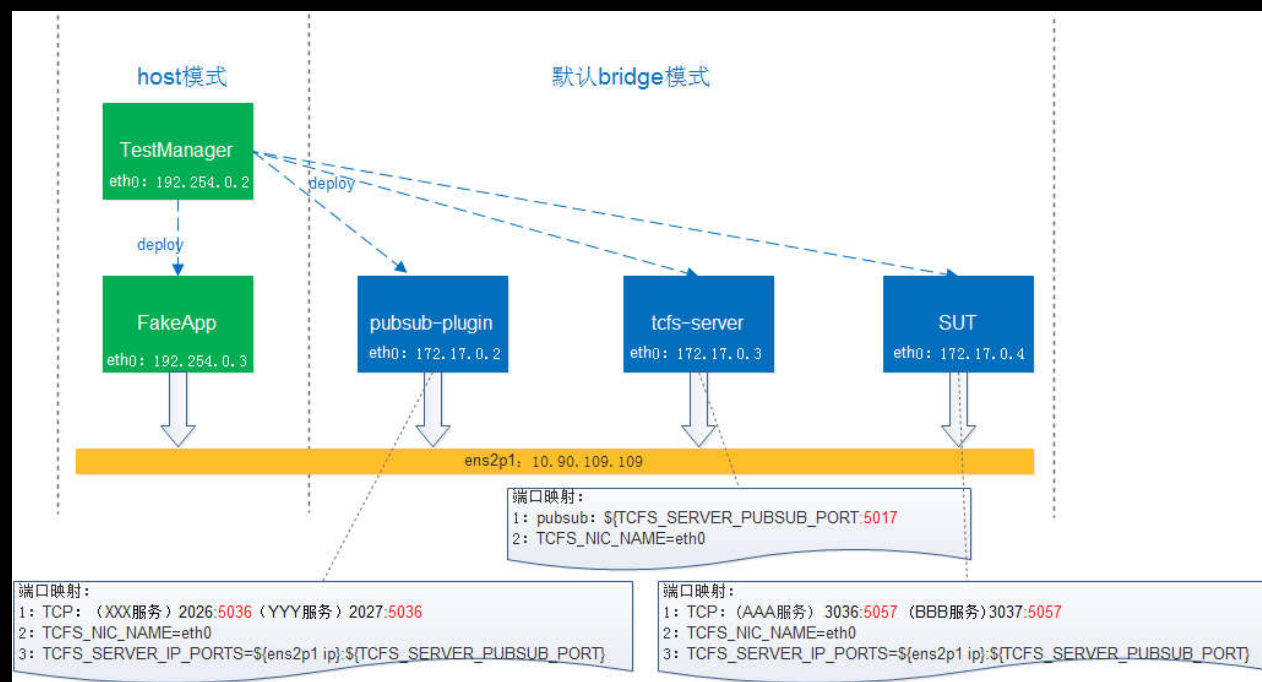 host模式
默认bridge模式
TestManager
eth0: 192.254.0.2
deploy
deploy
FakeApp
eth0: 192.254.0.3
pubsub-plugin
eth0: 172.17.0.2
tcfs-server
eth0: 172.17.0.3
SUT
eth0: 172.17.0.4
ens2p1: 10.90.109.109
端口映射:
1: pubsub: ${TCFS_SERVER_PUBSUB_PORT:5017
2: TCFS_NIC_NAME=eth0
端口映射:
1: TCP: （XXX服务）2026:5036（YYY服务）2027:5036
2: TCFS_NIC_NAME=eth0
3: TCFS_SERVER_IP_PORTS=${ens2p1 ip}:${TCFS_SERVER_PUBSUB_PORT}
端口映射:
1: TCP: (AAA服务) 3036:5057 (BBB服务)3037:5057
2: TCFS_NIC_NAME=eth0
3: TCFS_SERVER_IP_PORTS=${ens2p1 ip}:${TCFS_SERVER_PUBSUB_PORT}